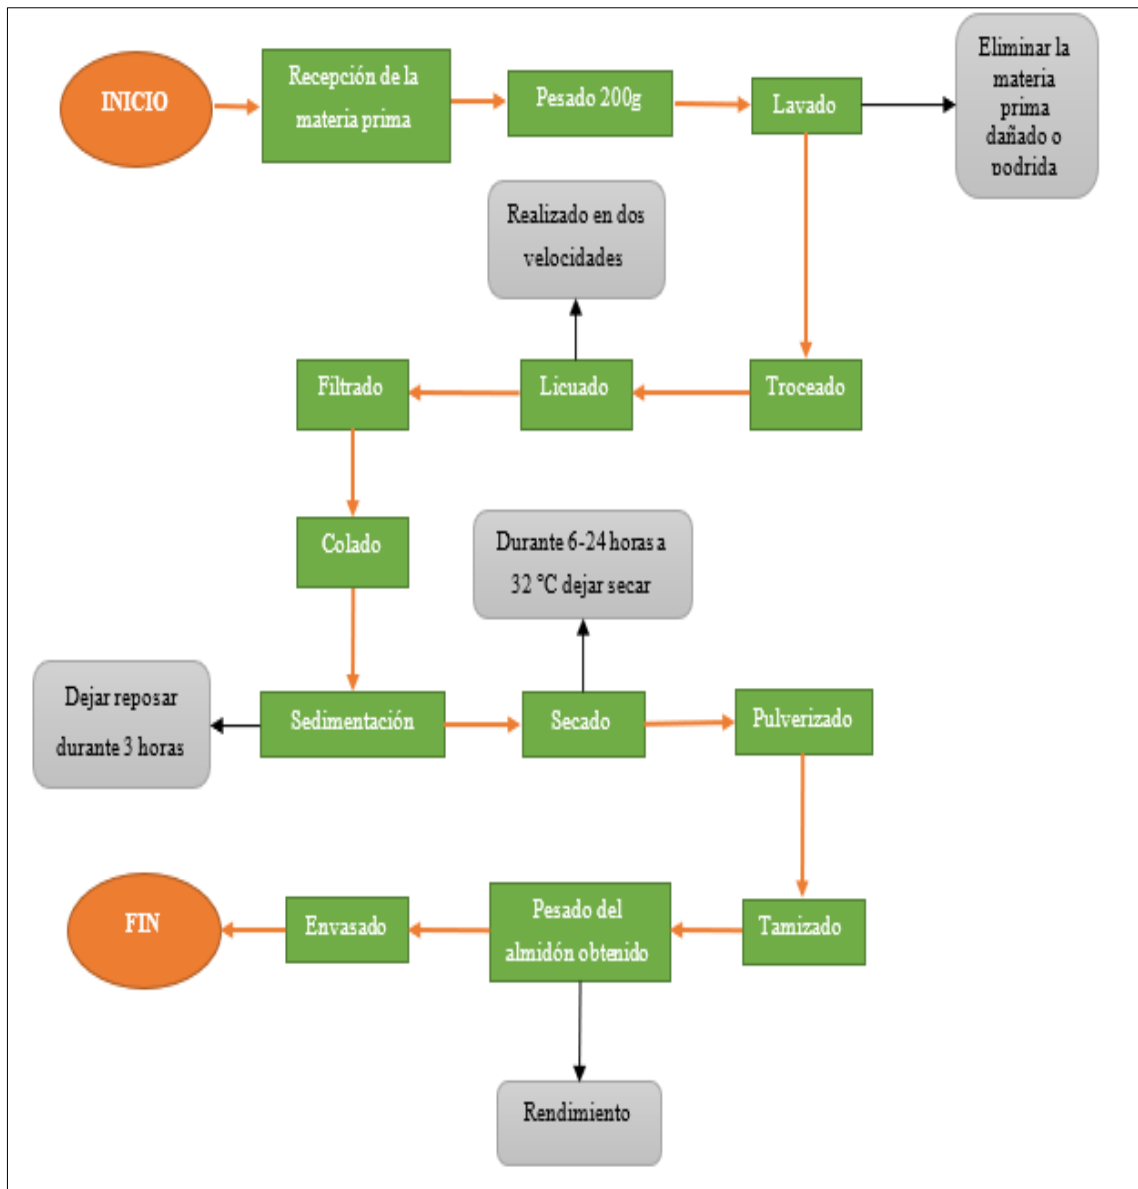 INICIO
Recepción de la
materia prima
Pesado 200g
Lavado
Eliminar la
materia
prima
dañado o
podrida
Realizado en dos
velocidades
Filtrado
Licuado
Troceado
Colado
Durante 6-24 horas a
32 °C dejar secar
Dejar reposar
durante 3 horas
Sedimentación
Secado
Pulverizado
FIN
Envasado
Pesado del
almidón obtenido
Tamizado
Rendimiento